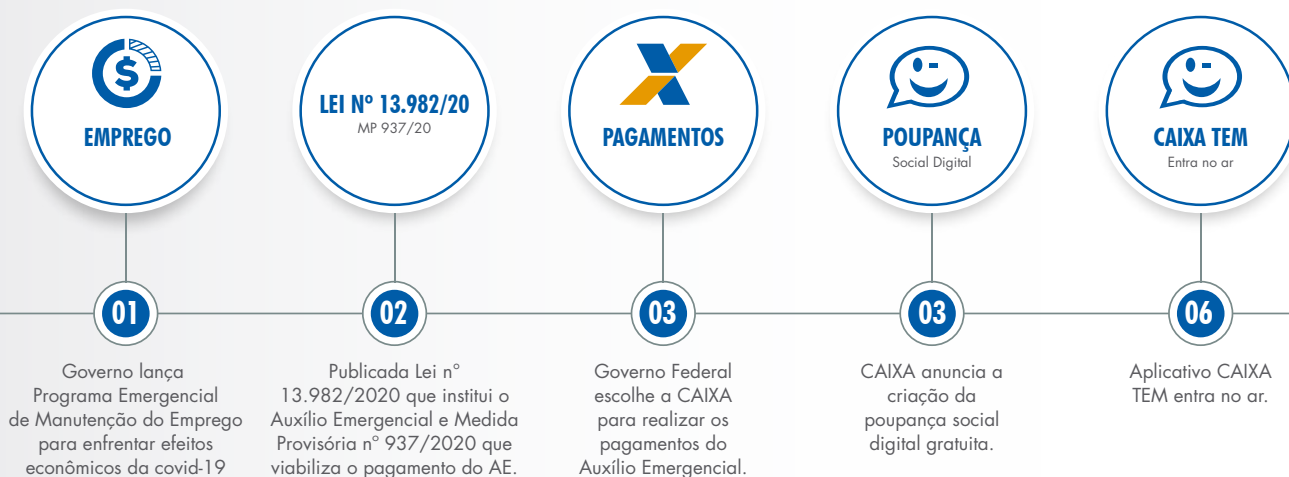 EMPREGO
01
Governo lança
Programa Emergencial
de Manutenção do Emprego
para enfrentar efeitos
econômicos da covid-19
LEI Nº 13.982/20
MP 937/20
02
Publicada Lei n°
13.982/2020 que institui o
Auxílio Emergencial e Medida
Provisória nº 937/2020 que
viabiliza o pagamento do AE.
PAGAMENTOS
03
Governo Federal
escolhe a CAIXA
para realizar os
pagamentos do
Auxílio Emergencial.
POUPANÇA
Social Digital
03
CAIXA anuncia a
criação da
poupança social
digital gratuita.
CAIXA TEM
Entra no ar
06
Aplicativo CAIXA
TEM entra no ar.